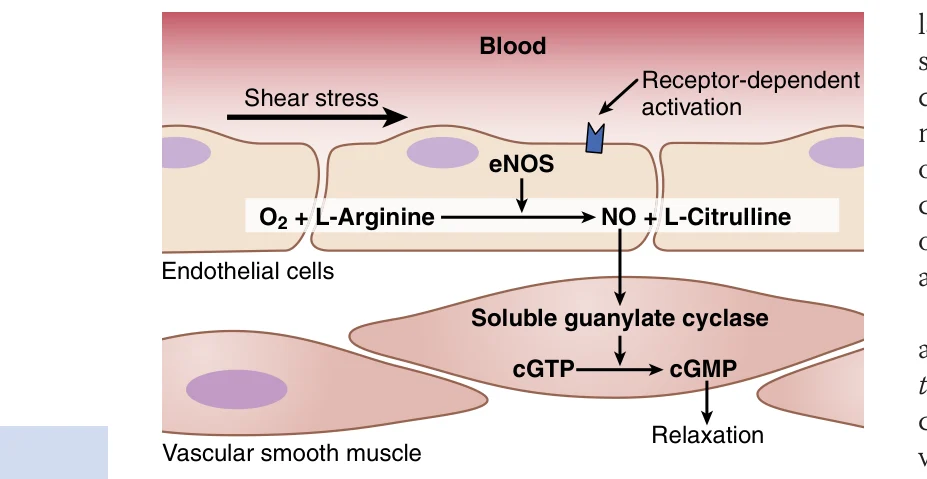 Blood
Receptor-dependent
activation
Shear stress
eNOS
O₂ + L-Arginine
NO + L-Citrulline
Endothelial cells
Soluble guanylate cyclase
cGTP
cGMP
Relaxation
Vascular smooth muscle